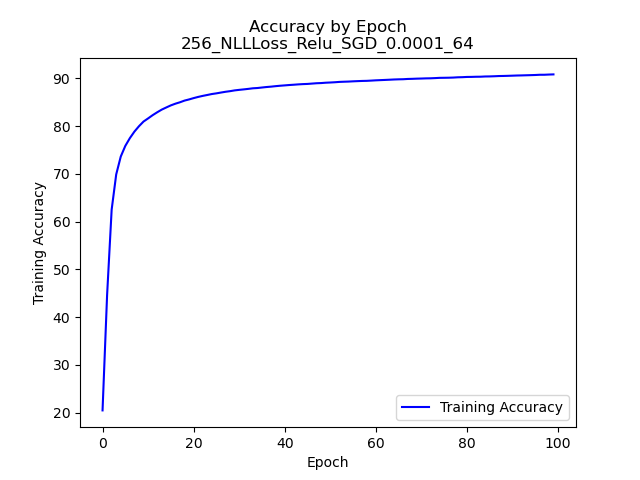 Accuracy by Epoch
256_NLLLoss_Relu_SGD_0.0001_64
90
80
70
60
50
40
30
20
Training Accuracy
Training Accuracy
0 20 40 60 80 100
Epoch